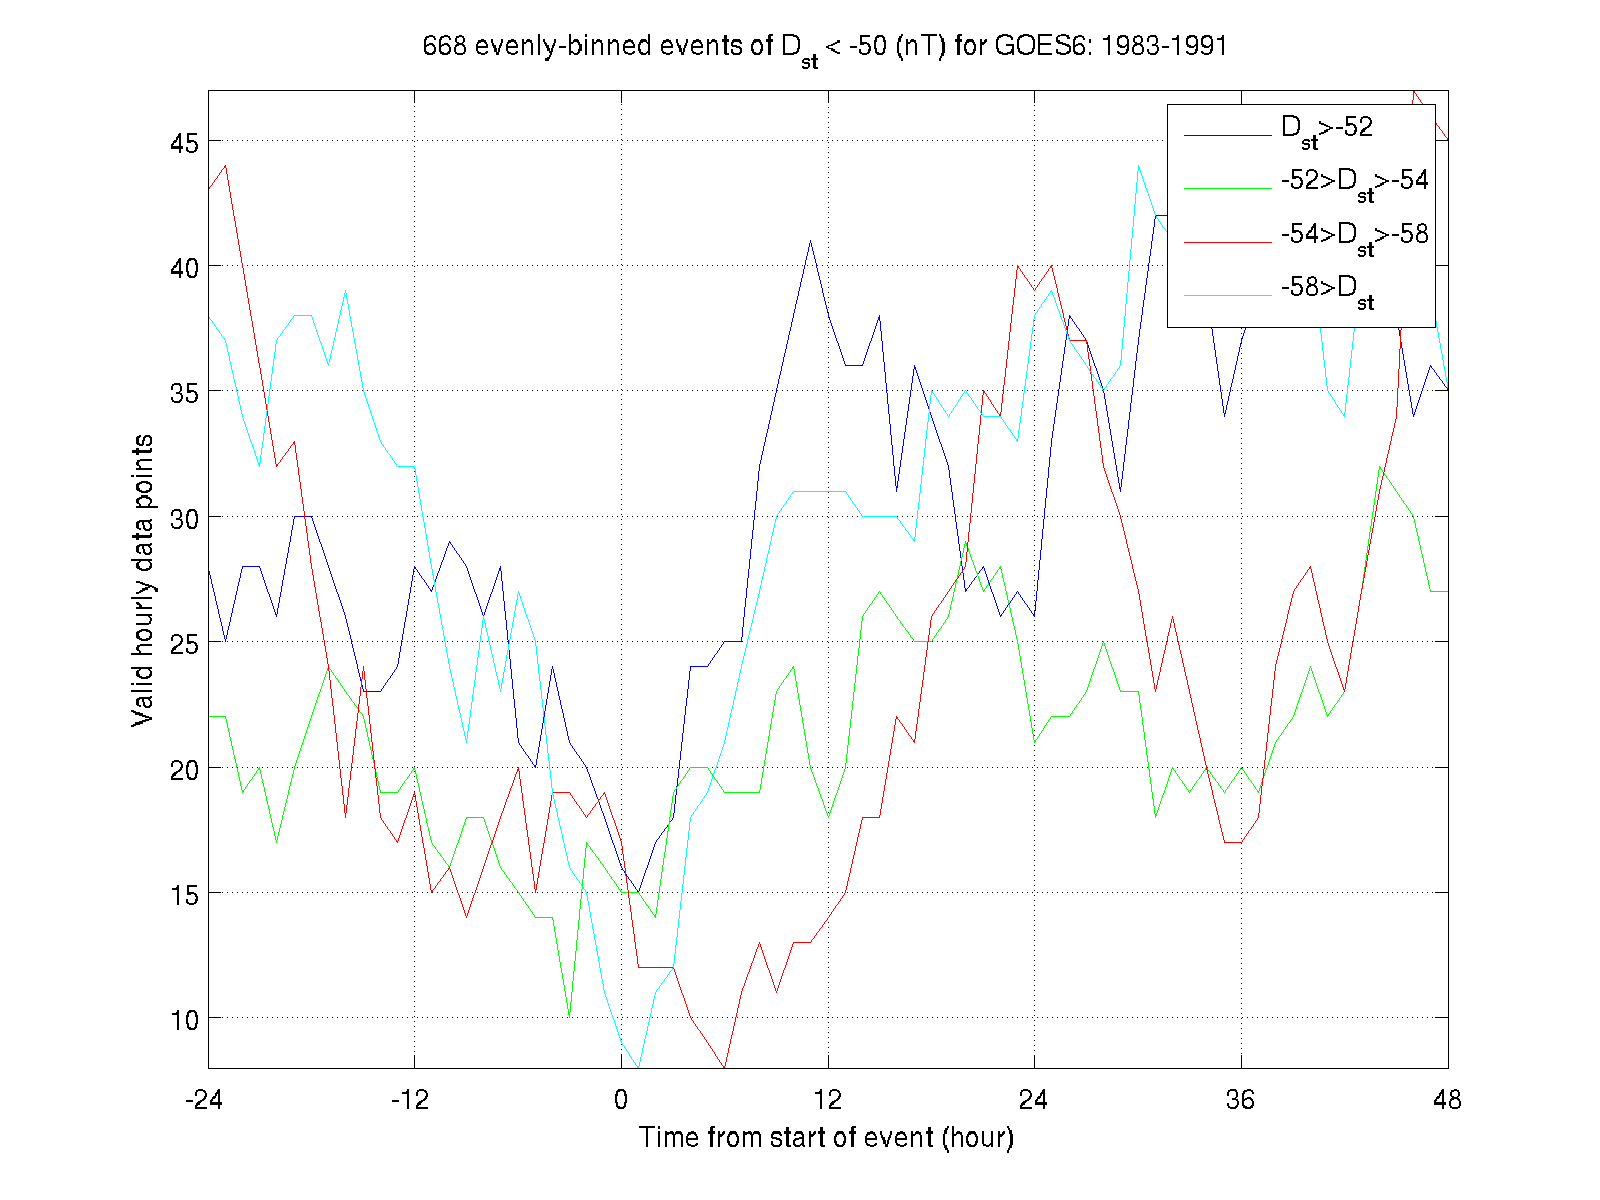 668 evenly-binned events of Dst < -50 (nT) for GOES6: 1983-1991
Dst>-52
-52>Dst>-54
-54>Dst>-58
-58>Dst
45
40
35
30
25
20
15
10
Valid hourly data points
-24 -12 0 12 24 36 48
Time from start of event (hour)